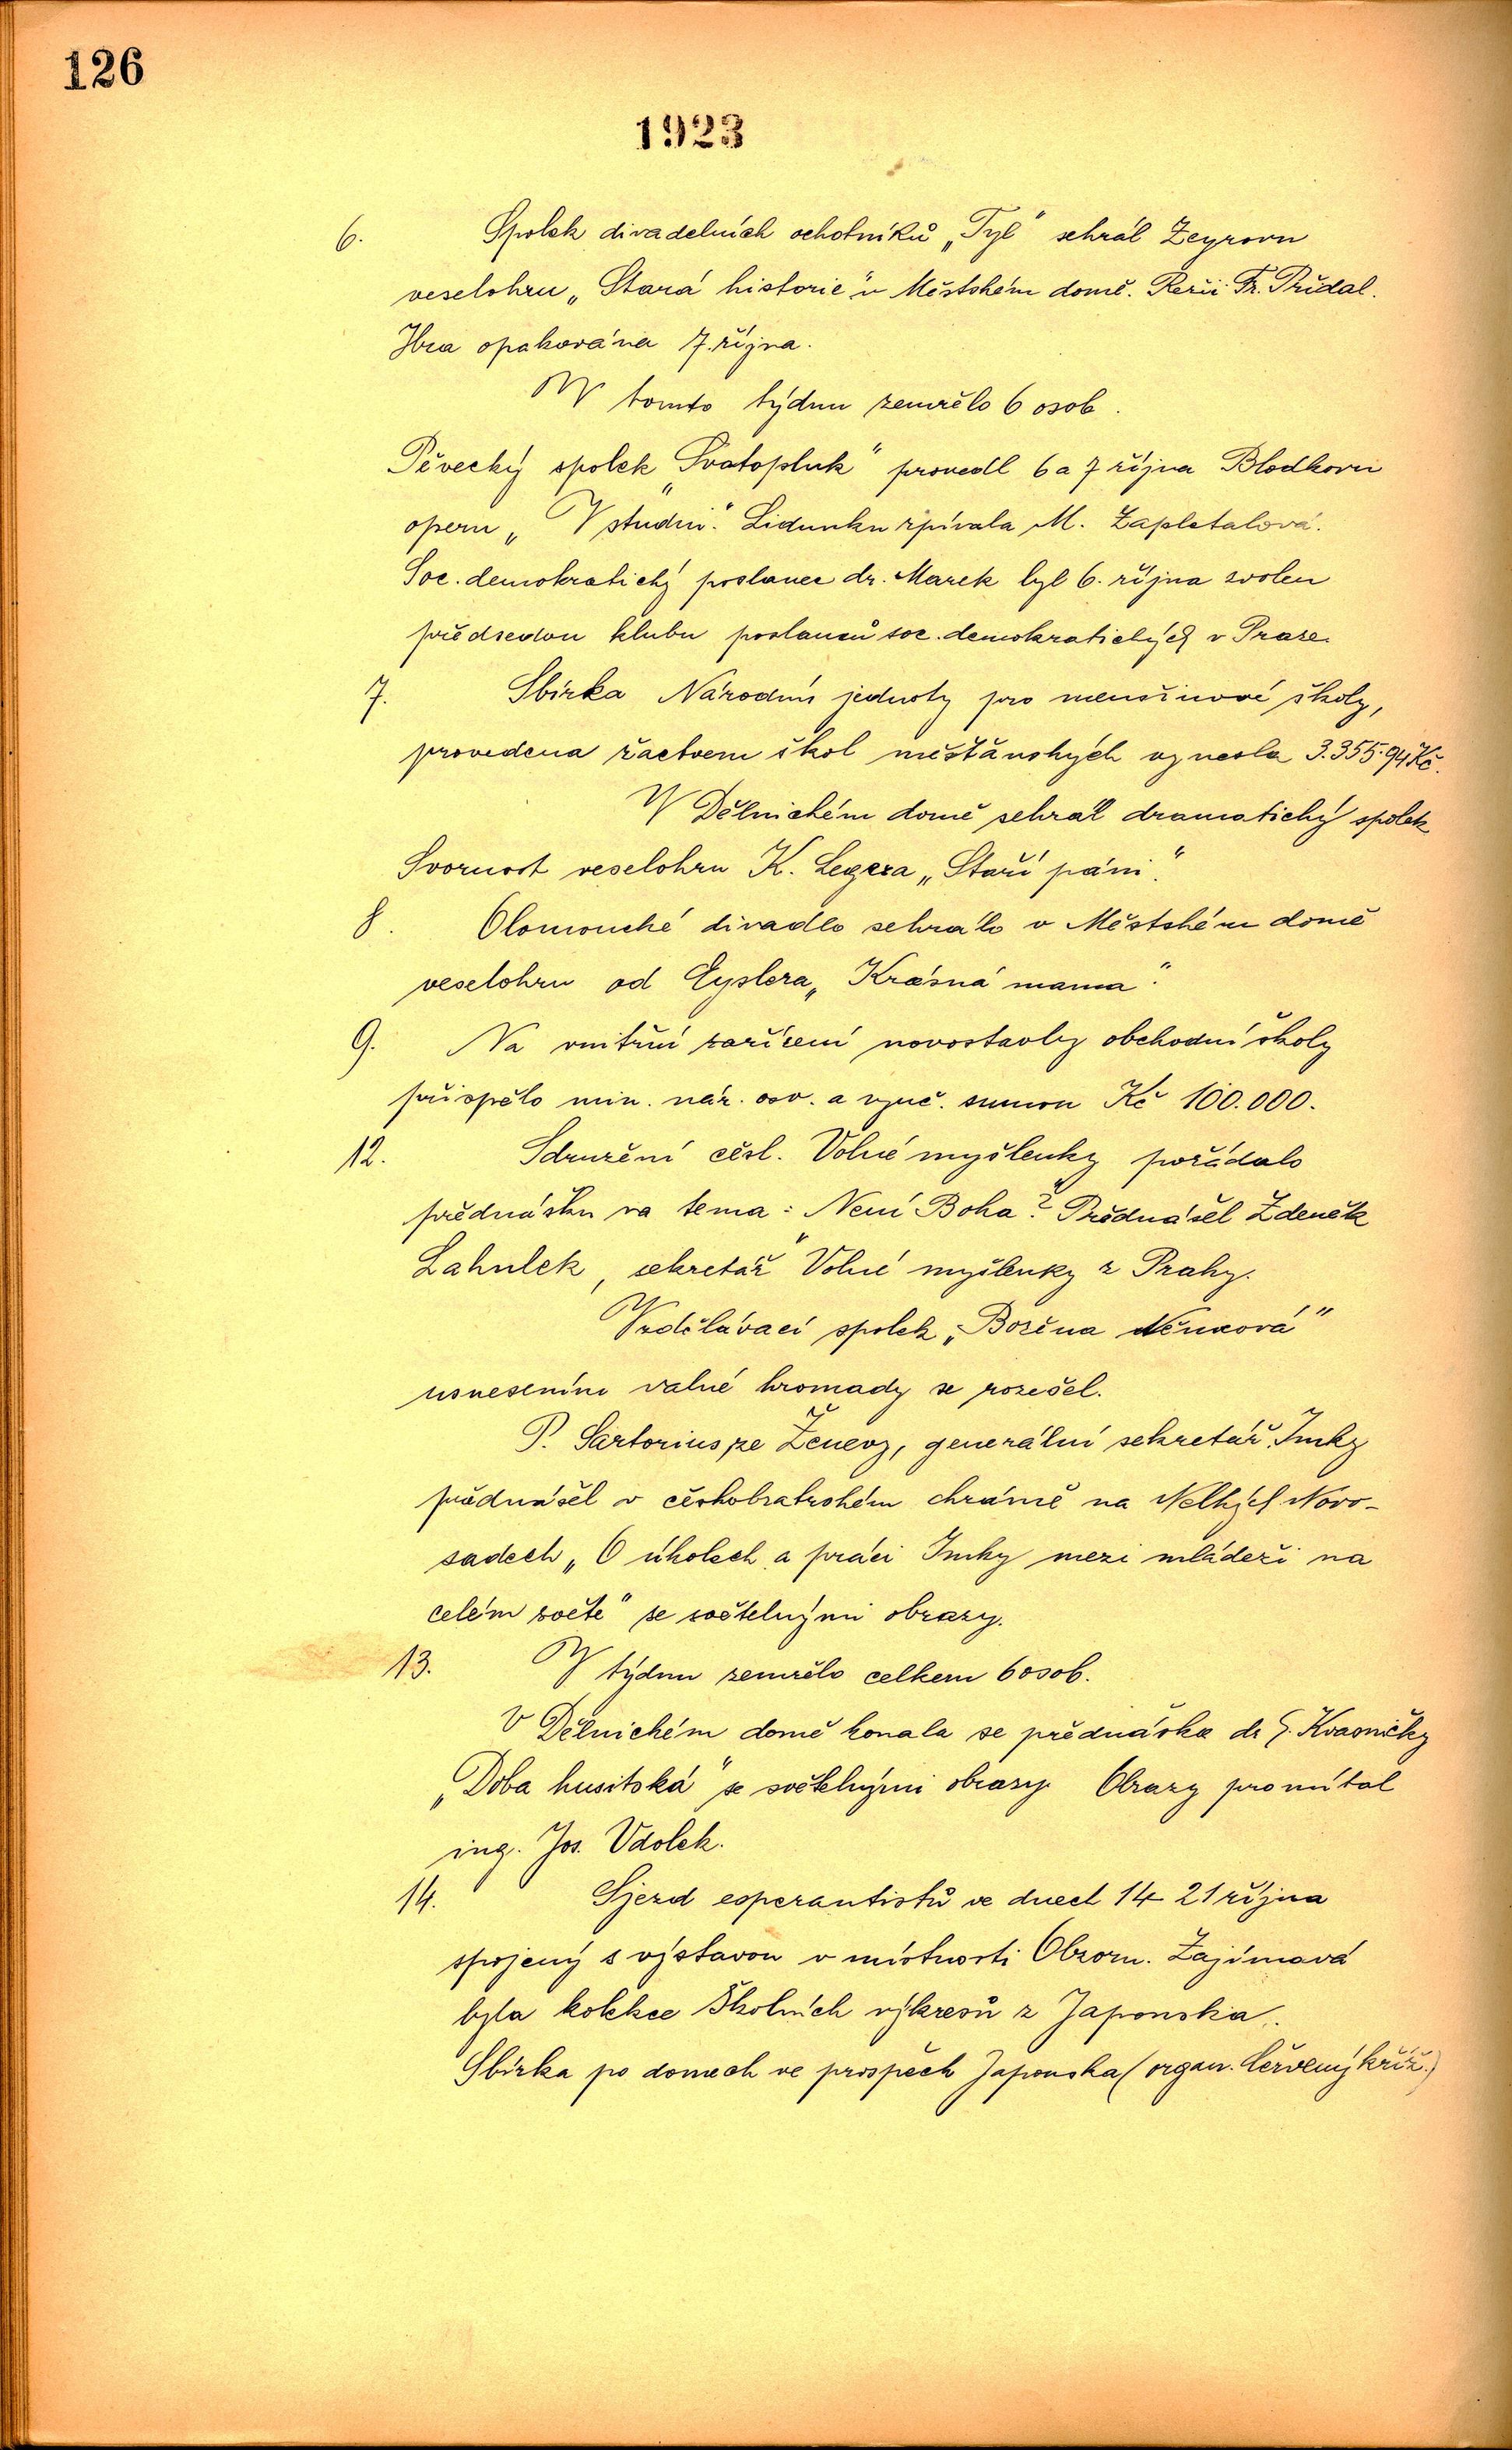 126
1923
6. Spolek divadelních ochotníků „Tyl" sehrál Zeyrovu
veselohru „Stará historie" v Městském domě. Režii Fr. Přidal.
Hra opakována 7. října.
V tomto týdnu zemřelo 6 osob.
Pěvecký spolek „Svatopluk" provedl 6 a 7 října Blodkovu
operu „V studni". Lidunku zpívala M. Zapletalová.
Soc. demokratický poslanec dr. Marek byl 6. října zvolen
předsedou klubu poslanců soc. demokratických v Praze.
7. Sbírka Národní jednoty pro menšinové školy,
provedena žactvem škol měšťanských vynesla 3.355.94 Kč.
V Dělnickém domě sehrál dramatický spolek
Svornost veselohru K. Legera „Staří páni".
8. Olomoucké divadlo sehrálo v Městském domě
veselohru od Eyslera „Krásná mama".
9. Na vnitřní zařízení novostavby obchodní školy
přispělo min. nár. osv. a vyuč. sumou Kč 100.000.
12. Sdružení čsl. Volné myšlenky pořádalo
přednášku na tema: Není Boha? Přednášel Zdeněk
Lahulek, sekretář „Volné myšlenky z Prahy.
Vzdělávací spolek „Božena Němcová"
usnesením valné hromady se rozešel.
P. Sartorius ze Ženevy, generální sekretář Imky
přednášel v českobratrském chrámě na Velkých Novo-
sadech „O úkolech a práci Imky mezi mládeží na
celém světě" se světelnými obrazy.
13. V týdnu zemřelo celkem 6 osob.
V Dělnickém domě konala se přednáška dr J. Kvasničky
„Doba husitská" se světelnými obrazy. Obrazy promítal
ing. Jos. Vdolek.
14. Sjezd esperantistů ve dnech 14 21 října
spojený s výstavou v místnosti Obzoru. Zajímavá
byla kolekce školních výkresů z Japonska.
Sbírka po domech ve prospěch Japonska (organ. Červený kříž.)